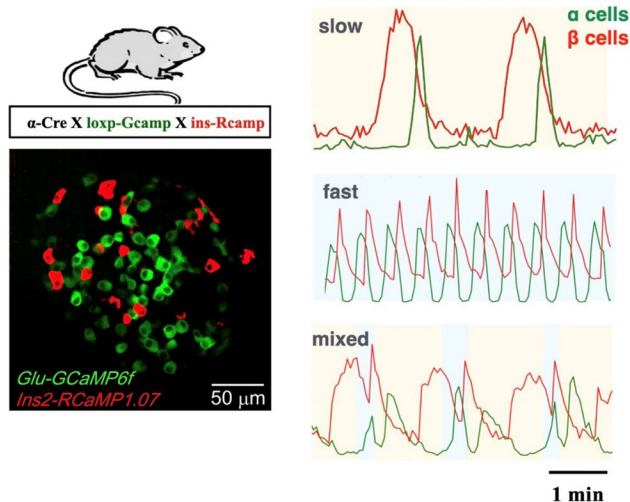 α-Cre X loxp-Gcamp X ins-Rcamp
Glu-GCaMP6f
Ins2-RCaMP1.07
50 μm
slow
α cells
β cells
fast
mixed
1 min